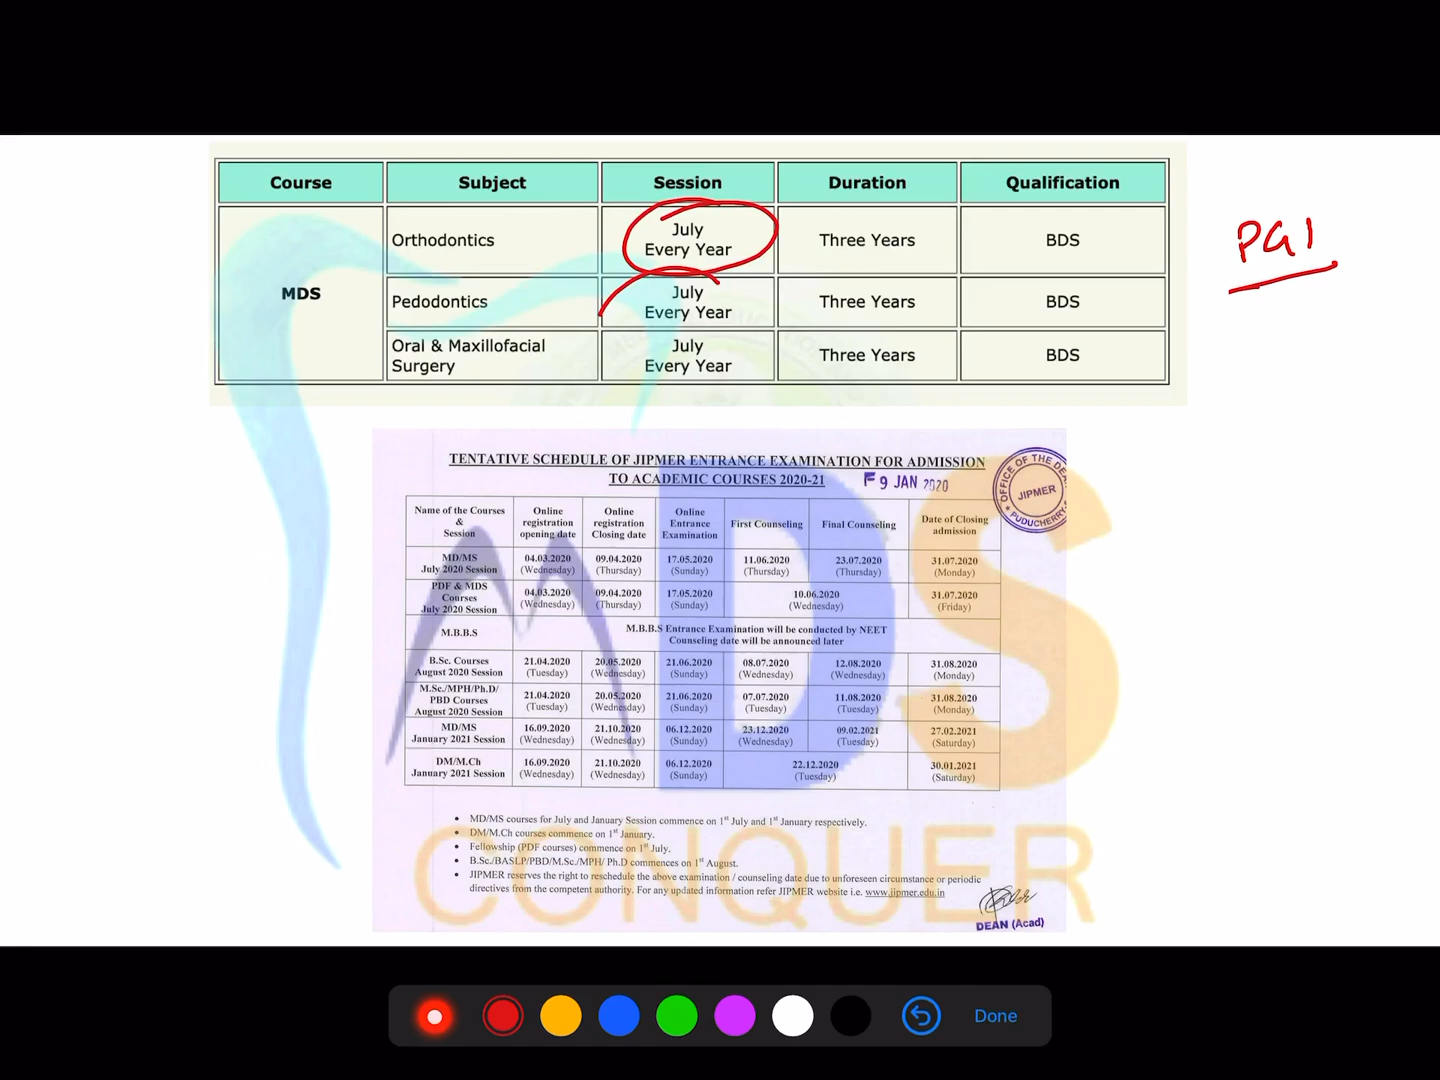 Course Subject Session Duration Qualification
MDS
Orthodontics July Every Year Three Years BDS
Pedodontics July Every Year Three Years BDS
Oral & Maxillofacial Surgery July Every Year Three Years BDS
PGI
TENTATIVE SCHEDULE OF JIPMER ENTRANCE EXAMINATION FOR ADMISSION
TO ACADEMIC COURSES 2020-21
9 JAN 2020
OFFICE OF THE
JIPMER
PUDUCHERRY
Name of the Courses & Session Online registration opening date Online registration Closing date Online Entrance Examination First Counseling Final Counseling Date of Closing admission
MD/MS July 2020 Session 04.03.2020 (Wednesday) 09.04.2020 (Thursday) 17.05.2020 (Sunday) 11.06.2020 (Thursday) 23.07.2020 (Thursday) 31.07.2020 (Monday)
PDF & MDS Courses July 2020 Session 04.03.2020 (Wednesday) 09.04.2020 (Thursday) 17.05.2020 (Sunday) 10.06.2020 (Wednesday) 31.07.2020 (Friday)
M.B.B.S M.B.B.S Entrance Examination will be conducted by NEET Counseling date will be announced later
B.Sc. Courses August 2020 Session 21.04.2020 (Tuesday) 20.05.2020 (Wednesday) 21.06.2020 (Sunday) 08.07.2020 (Wednesday) 12.08.2020 (Wednesday) 31.08.2020 (Monday)
M.Sc./MPH/Ph.D/ PBD Courses August 2020 Session 21.04.2020 (Tuesday) 20.05.2020 (Wednesday) 21.06.2020 (Sunday) 07.07.2020 (Tuesday) 11.08.2020 (Tuesday) 31.08.2020 (Monday)
MD/MS January 2021 Session 16.09.2020 (Wednesday) 21.10.2020 (Wednesday) 06.12.2020 (Sunday) 23.12.2020 (Wednesday) 09.02.2021 (Tuesday) 27.02.2021 (Saturday)
DM/M.Ch January 2021 Session 16.09.2020 (Wednesday) 21.10.2020 (Wednesday) 06.12.2020 (Sunday) 22.12.2020 (Tuesday) 30.01.2021 (Saturday)
• MD/MS courses for July and January Session commence on 1st July and 1st January respectively.
• DM/M.Ch courses commence on 1st January.
• Fellowship (PDF courses) commence on 1st July.
• B.Sc./BASLP/PBD/M.Sc./MPH/ Ph.D commences on 1st August.
• JIPMER reserves the right to reschedule the above examination / counseling date due to unforeseen circumstance or periodic
directives from the competent authority. For any updated information refer JIPMER website i.e. www.jipmer.edu.in
DEAN (Acad)
MDS
CONQUER
Done